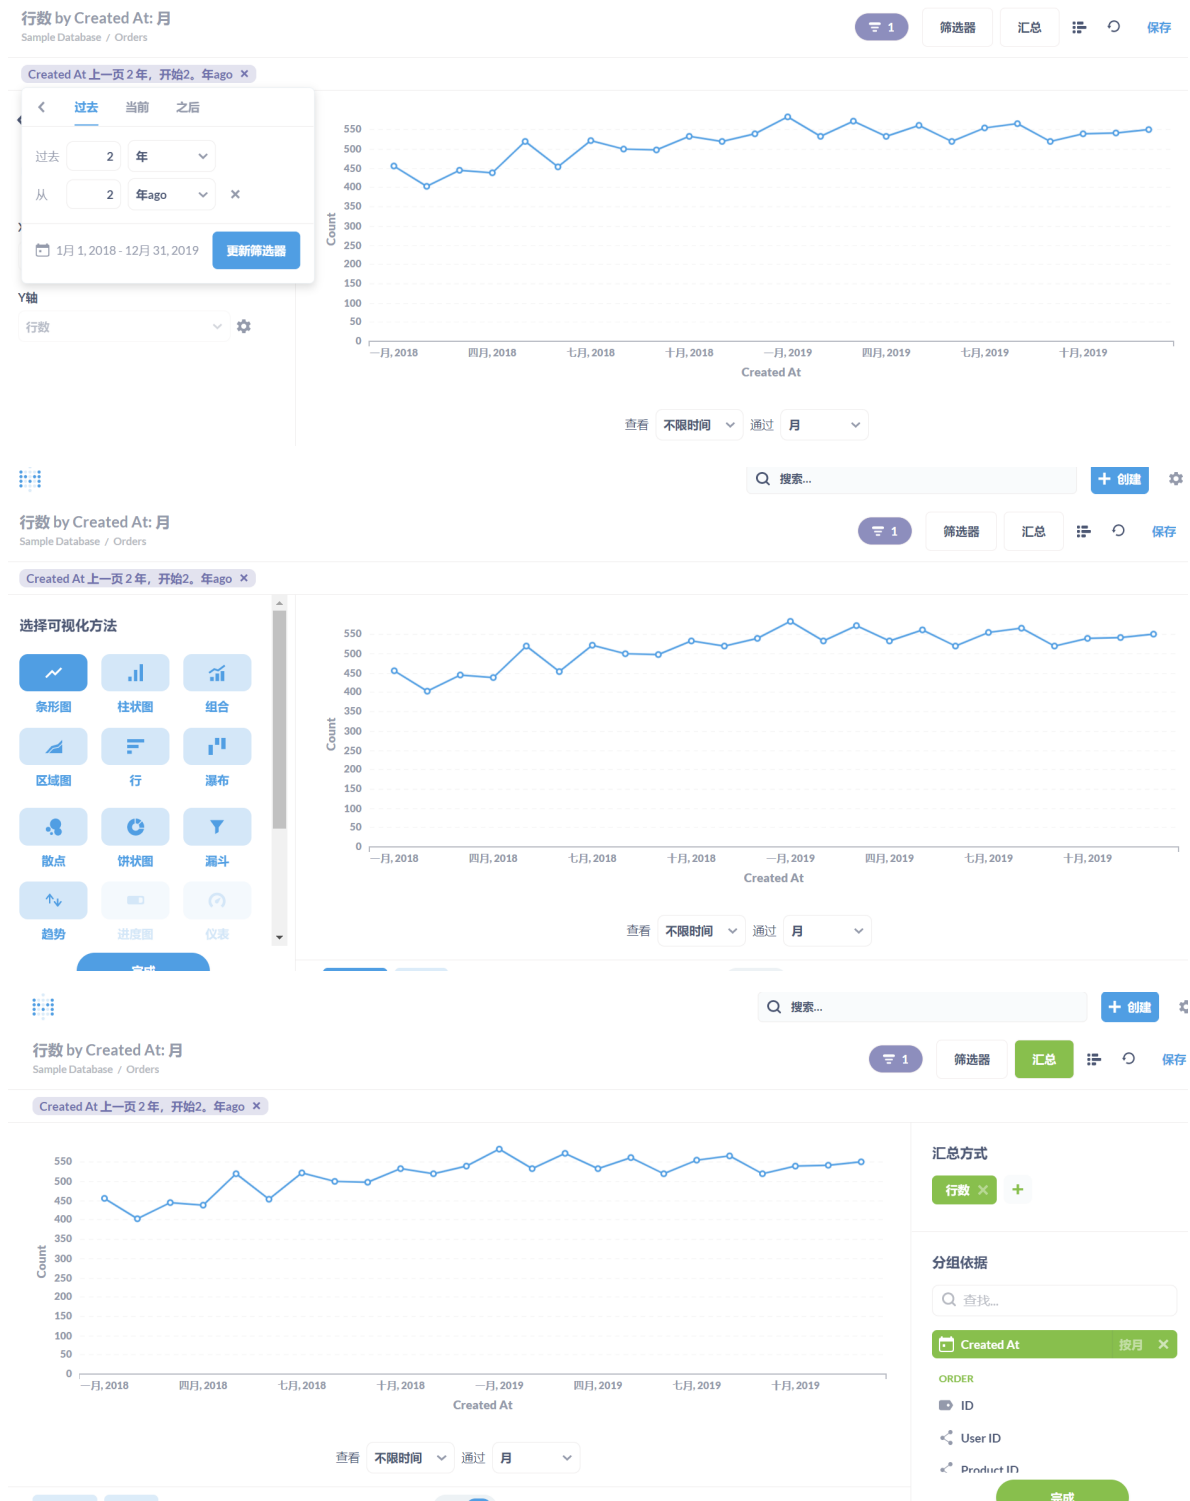 行数 by Created At: 月
Sample Database / Orders
1
筛选器
汇总
保存
Created At 上一页 2 年，开始2。年ago ×
过去
当前
之后
过去 2 年
从 2 年ago ×
1月 1, 2018 - 12月 31, 2019
更新筛选器
Y轴
行数
550
500
450
400
350
300
250
200
150
100
50
0
Count
一月, 2018 四月, 2018 七月, 2018 十月, 2018 一月, 2019 四月, 2019 七月, 2019 十月, 2019
Created At
查看 不限时间 通过 月
搜索...
+ 创建
行数 by Created At: 月
Sample Database / Orders
1
筛选器
汇总
保存
Created At 上一页 2 年，开始2。年ago ×
选择可视化方法
条形图 柱状图 组合
区域图 行 瀑布
散点 饼状图 漏斗
趋势 进度图 仪表
完成
550
500
450
400
350
300
250
200
150
100
50
0
Count
一月, 2018 四月, 2018 七月, 2018 十月, 2018 一月, 2019 四月, 2019 七月, 2019 十月, 2019
Created At
查看 不限时间 通过 月
搜索...
+ 创建
行数 by Created At: 月
Sample Database / Orders
1
筛选器
汇总
保存
Created At 上一页 2 年，开始2。年ago ×
550
500
450
400
350
300
250
200
150
100
50
0
Count
一月, 2018 四月, 2018 七月, 2018 十月, 2018 一月, 2019 四月, 2019 七月, 2019 十月, 2019
Created At
查看 不限时间 通过 月
汇总方式
行数 × +
分组依据
查找...
Created At 按月 ×
ORDER
ID
User ID
Product ID
完成